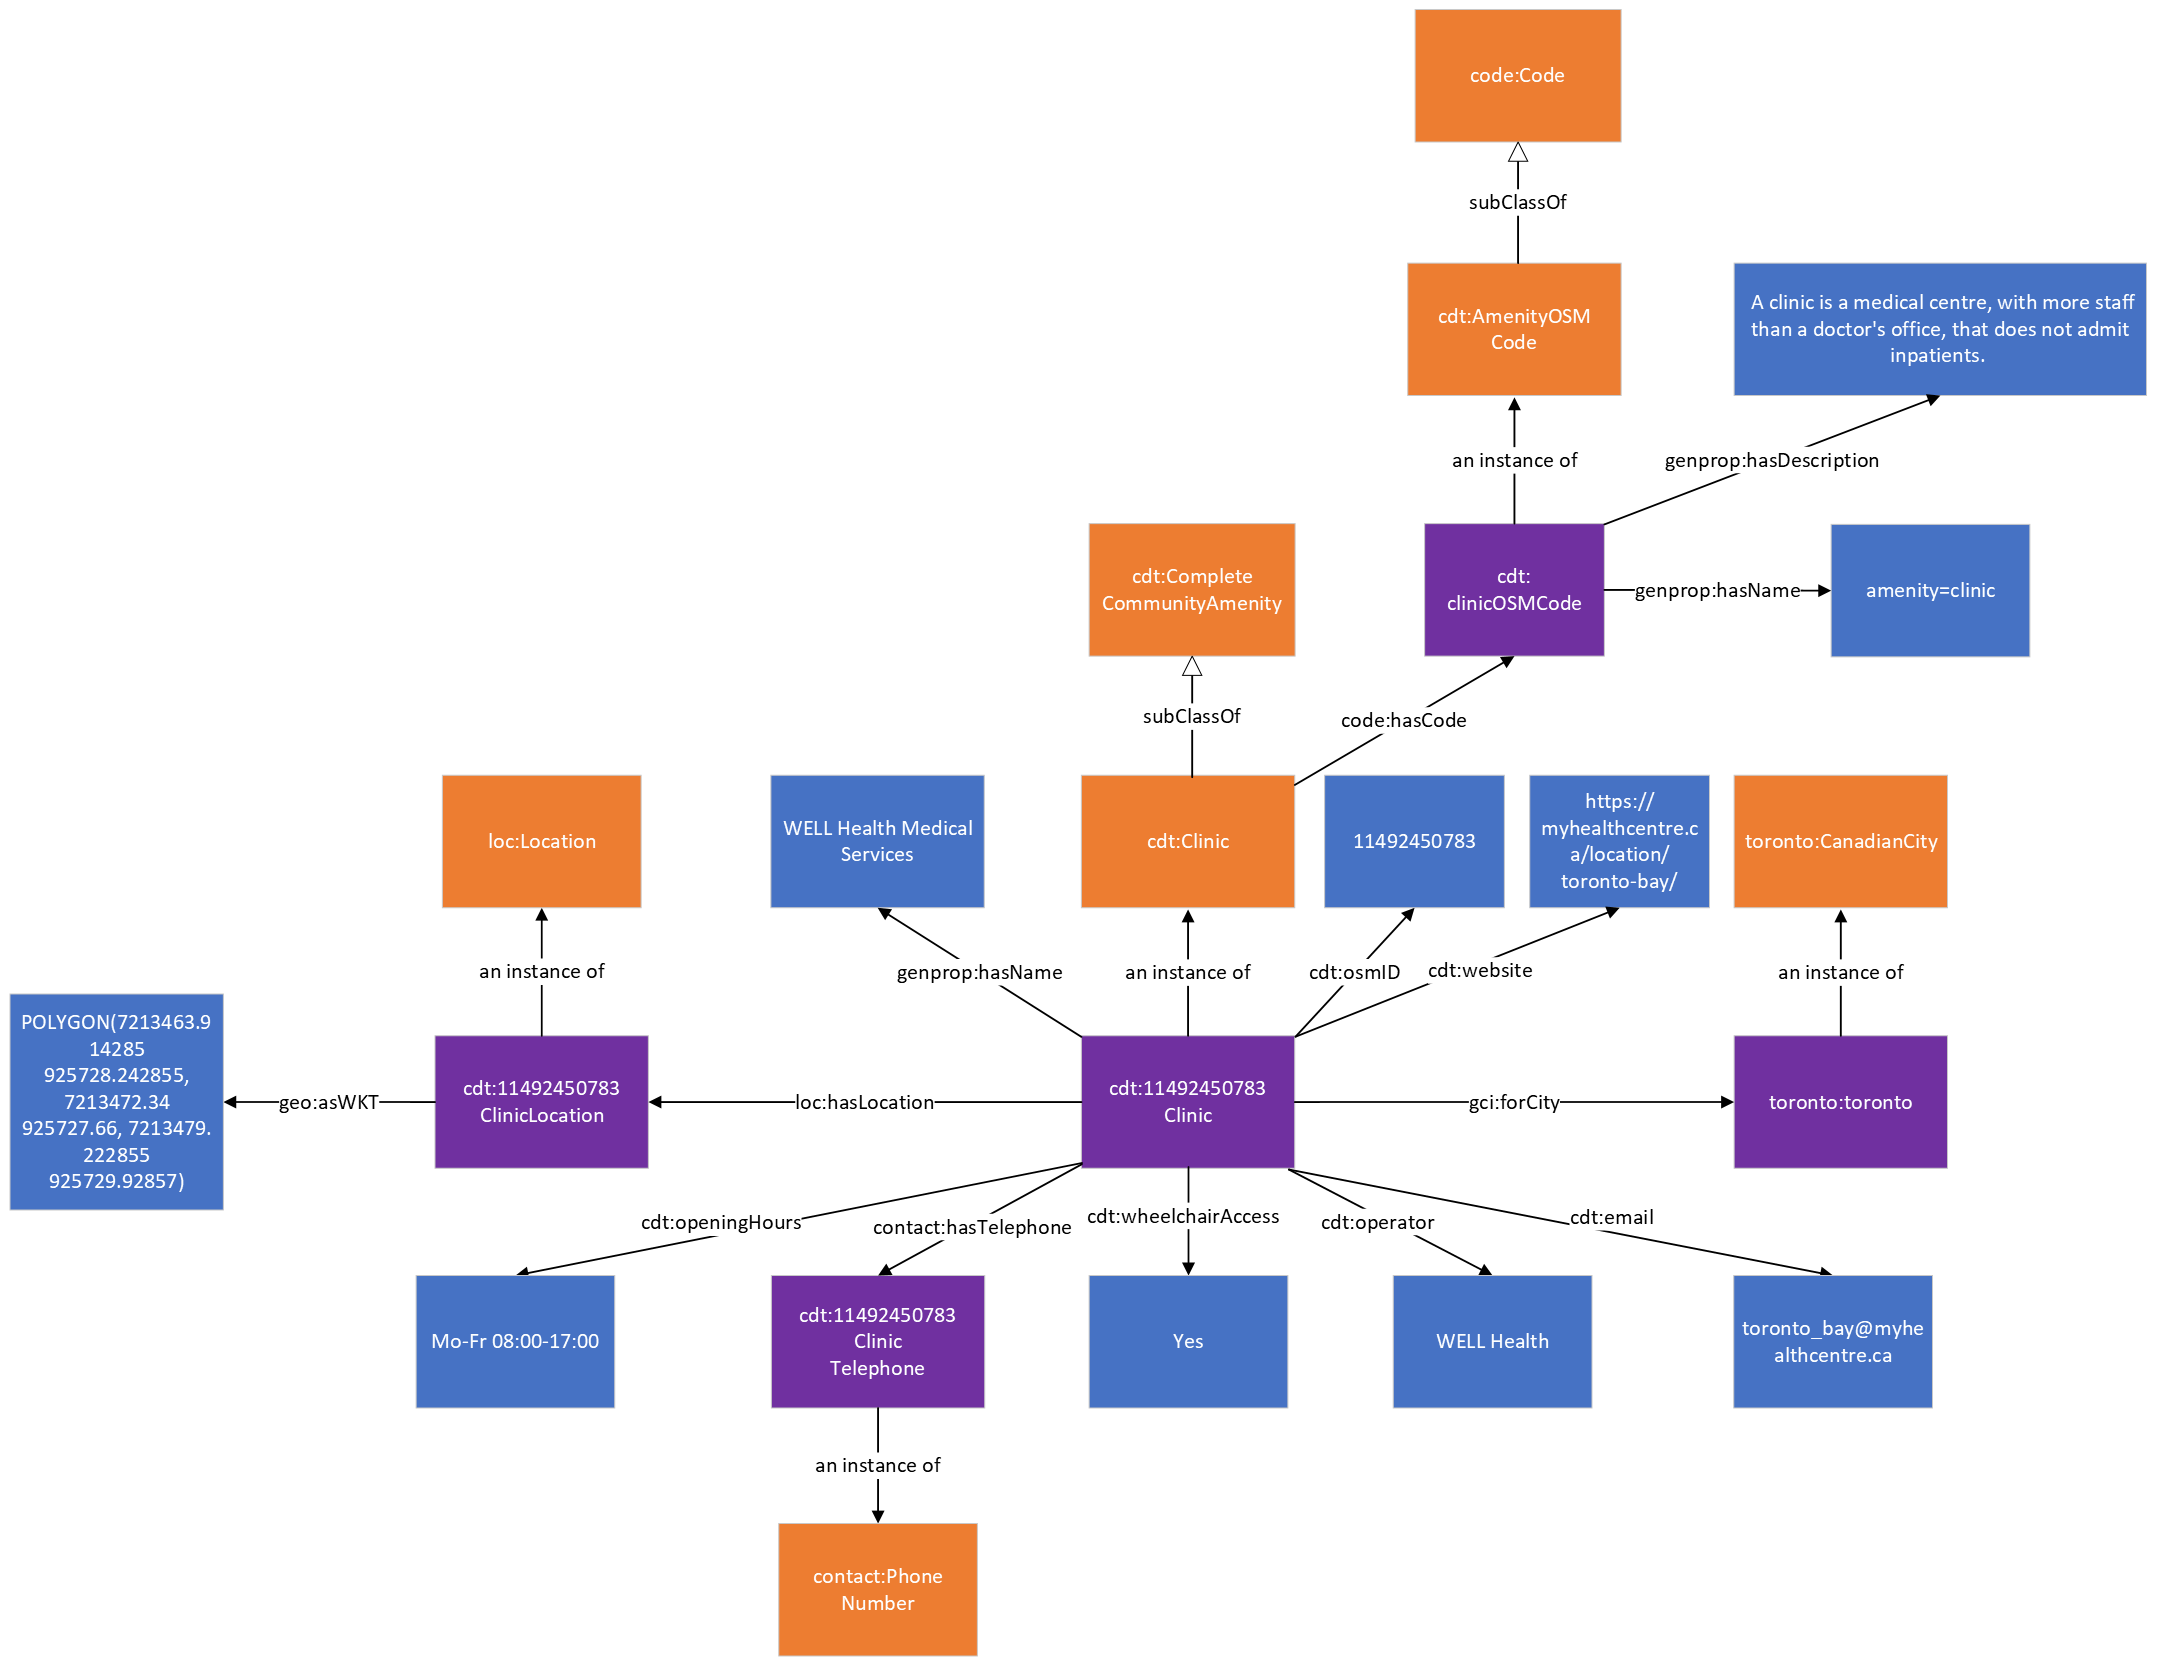 code:Code
subClassOf
cdt:AmenityOSM
Code
A clinic is a medical centre, with more staff
than a doctor's office, that does not admit
inpatients.
an instance of
genprop:hasDescription
cdt:Complete
CommunityAmenity
cdt:
clinicOSMCode
genprop:hasName
amenity=clinic
subClassOf
code:hasCode
loc:Location
WELL Health Medical
Services
cdt:Clinic
11492450783
https://
myhealthcentre.c
a/location/
toronto-bay/
toronto:CanadianCity
an instance of
genprop:hasName
an instance of
cdt:osmID
cdt:website
an instance of
POLYGON(7213463.9
14285
925728.242855,
7213472.34
925727.66, 7213479.
222855
925729.92857)
geo:asWKT
cdt:11492450783
ClinicLocation
loc:hasLocation
cdt:11492450783
Clinic
gci:forCity
toronto:toronto
cdt:openingHours
contact:hasTelephone
cdt:wheelchairAccess
cdt:operator
cdt:email
Mo-Fr 08:00-17:00
cdt:11492450783
Clinic
Telephone
Yes
WELL Health
toronto_bay@myhe
althcentre.ca
an instance of
contact:Phone
Number